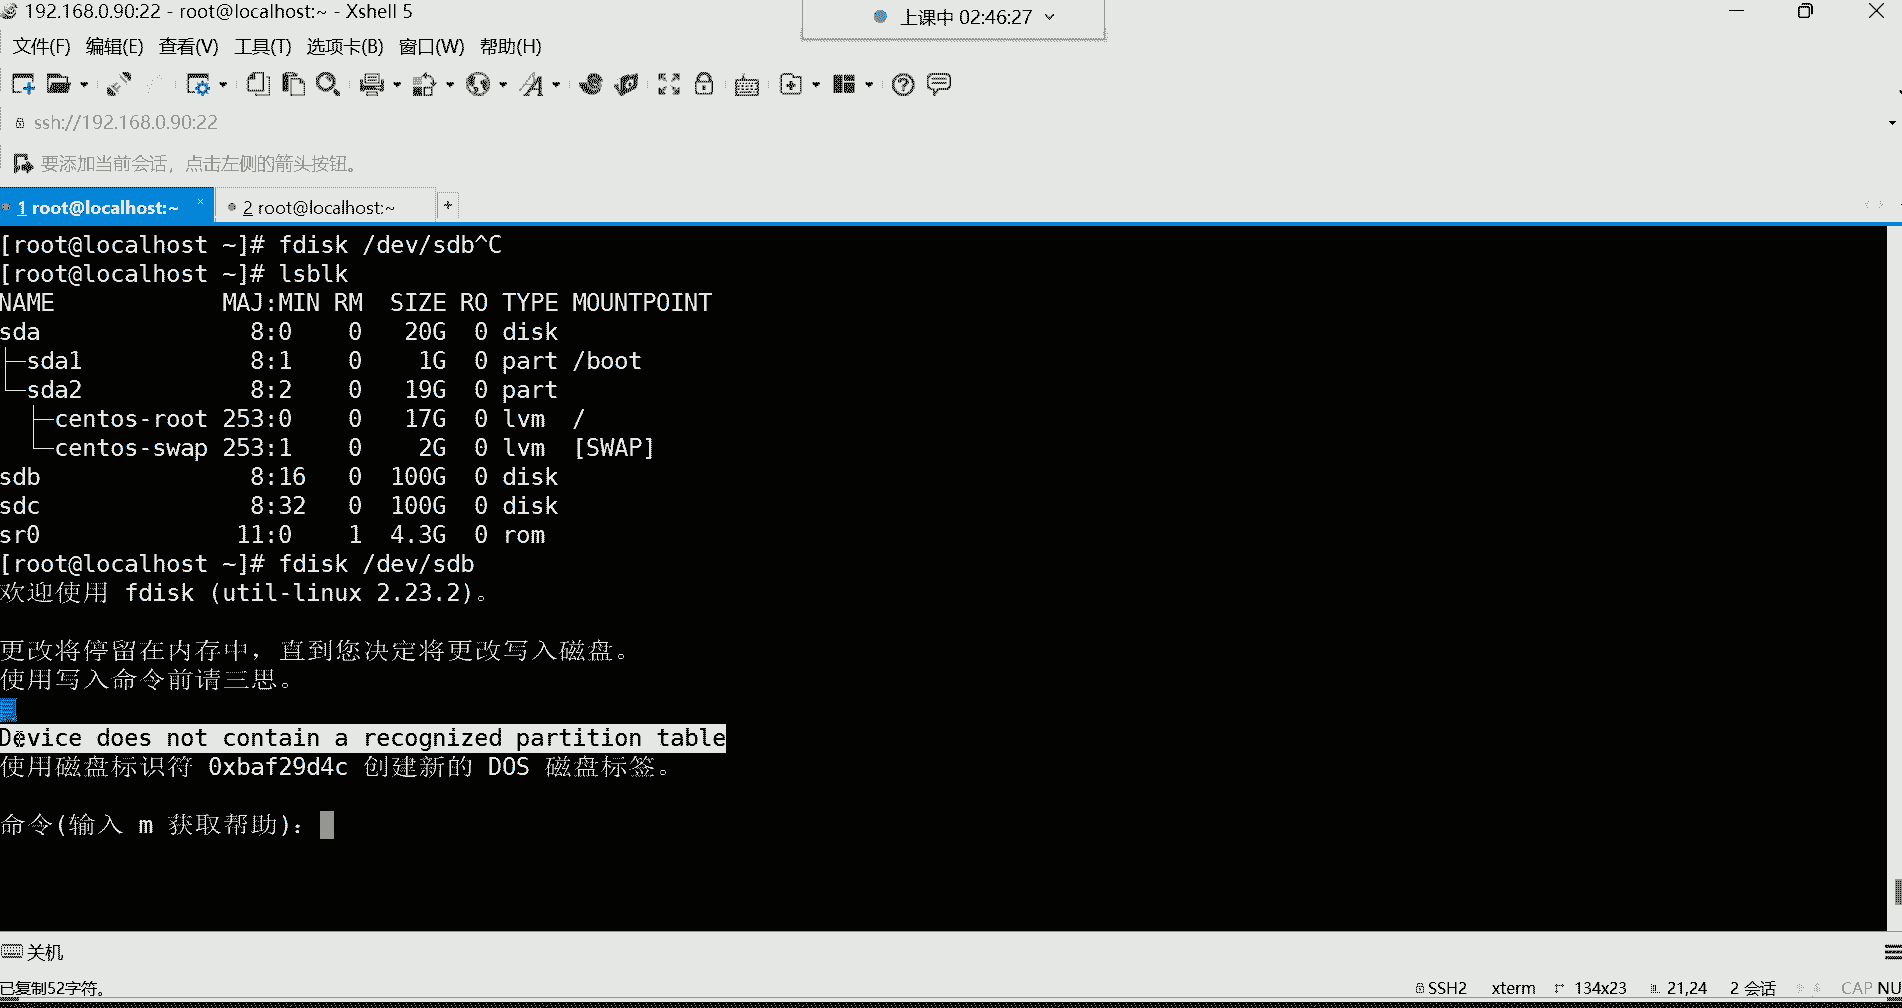 192.168.0.90:22 - root@localhost:~ - Xshell 5
上课中 02:46:27
文件(F) 编辑(E) 查看(V) 工具(T) 选项卡(B) 窗口(W) 帮助(H)
ssh://192.168.0.90:22
要添加当前会话，点击左侧的箭头按钮。
1 root@localhost:~ × 2 root@localhost:~ +
[root@localhost ~]# fdisk /dev/sdb^C
[root@localhost ~]# lsblk
NAME MAJ:MIN RM SIZE RO TYPE MOUNTPOINT
sda 8:0 0 20G 0 disk
├─sda1 8:1 0 1G 0 part /boot
└─sda2 8:2 0 19G 0 part
├─centos-root 253:0 0 17G 0 lvm /
└─centos-swap 253:1 0 2G 0 lvm [SWAP]
sdb 8:16 0 100G 0 disk
sdc 8:32 0 100G 0 disk
sr0 11:0 1 4.3G 0 rom
[root@localhost ~]# fdisk /dev/sdb
欢迎使用 fdisk (util-linux 2.23.2)。
更改将停留在内存中，直到您决定将更改写入磁盘。
使用写入命令前请三思。
Device does not contain a recognized partition table
使用磁盘标识符 0xbaf29d4c 创建新的 DOS 磁盘标签。
命令(输入 m 获取帮助)：
关机
已复制52字符。 SSH2 xterm 134x23 21,24 2 会话 CAP NU